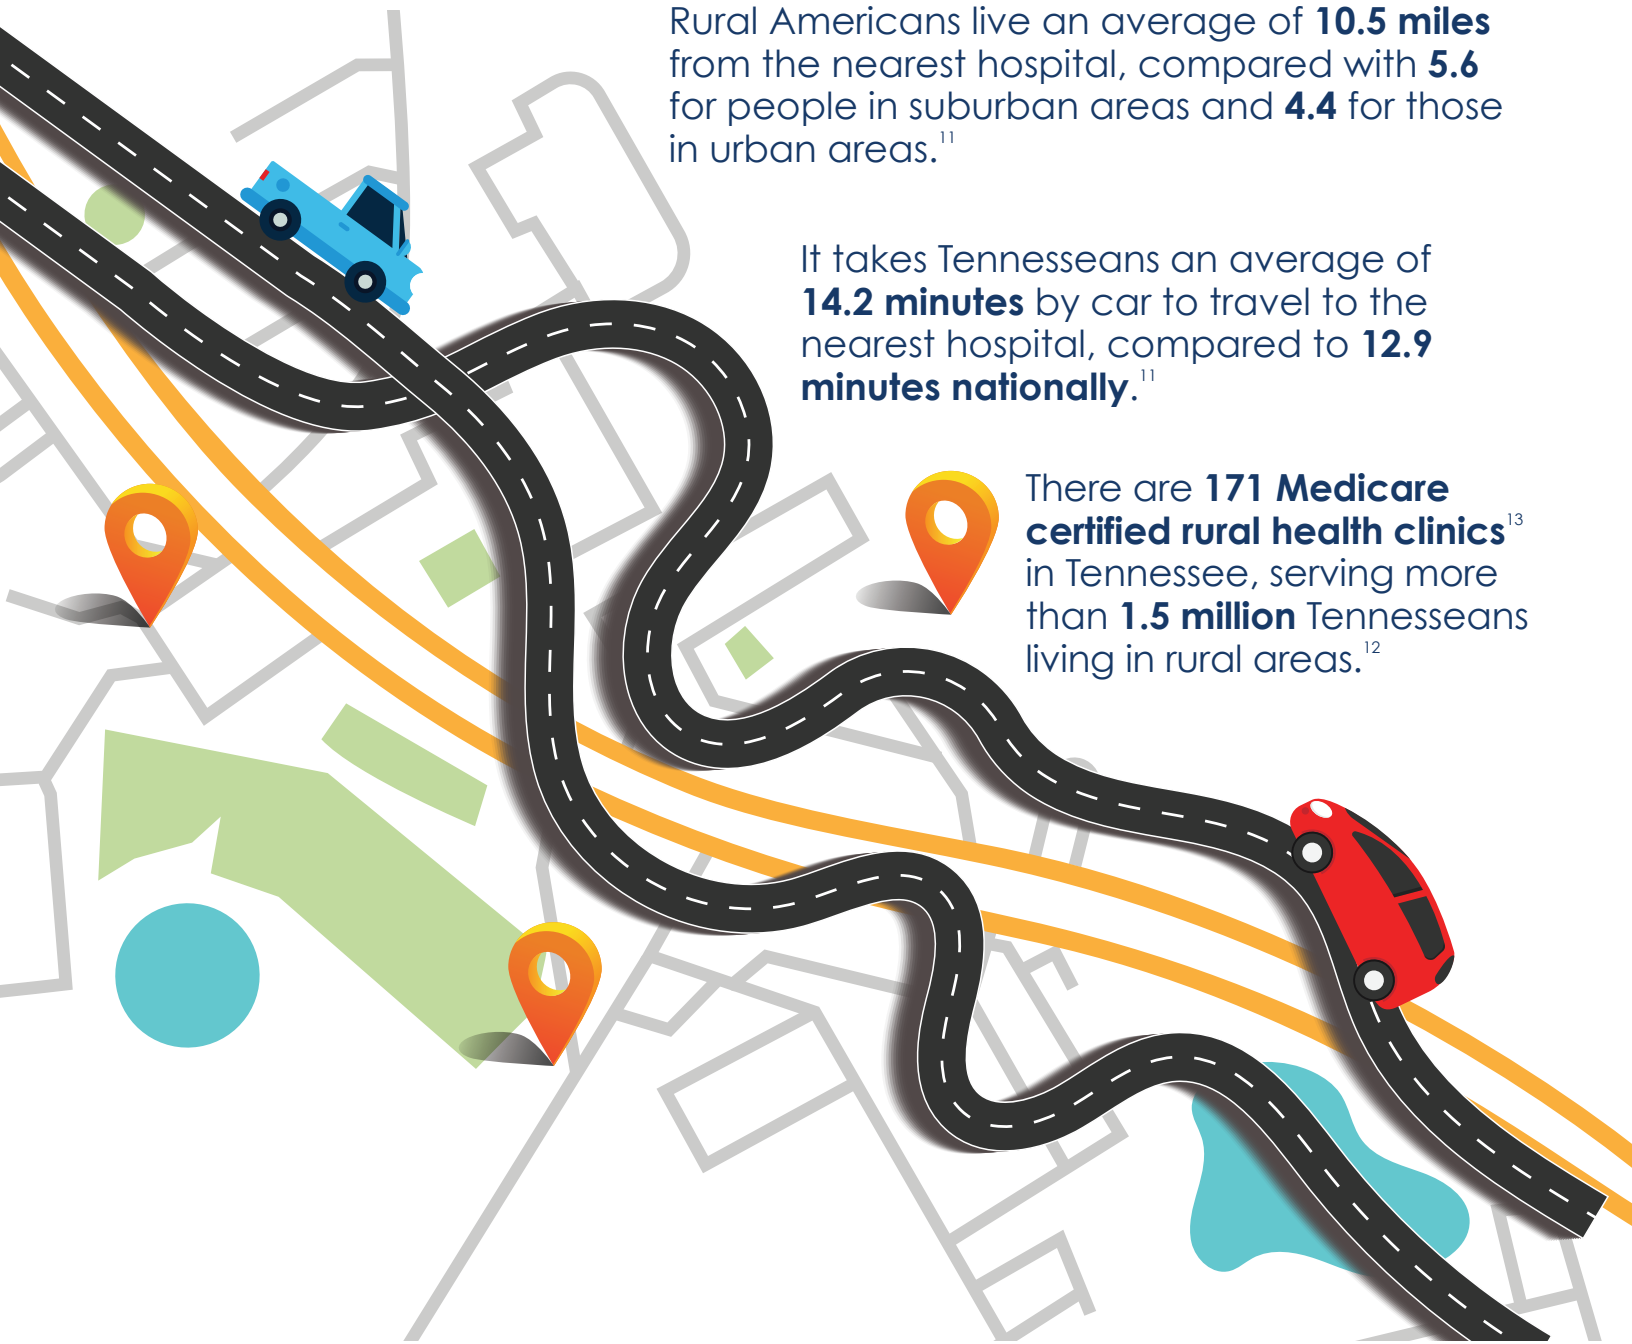 Rural Americans live an average of 10.5 miles
from the nearest hospital, compared with 5.6
for people in suburban areas and 4.4 for those
in urban areas.11
It takes Tennesseans an average of
14.2 minutes by car to travel to the
nearest hospital, compared to 12.9
minutes nationally.11
There are 171 Medicare
certified rural health clinics13
in Tennessee, serving more
than 1.5 million Tennesseans
living in rural areas.12